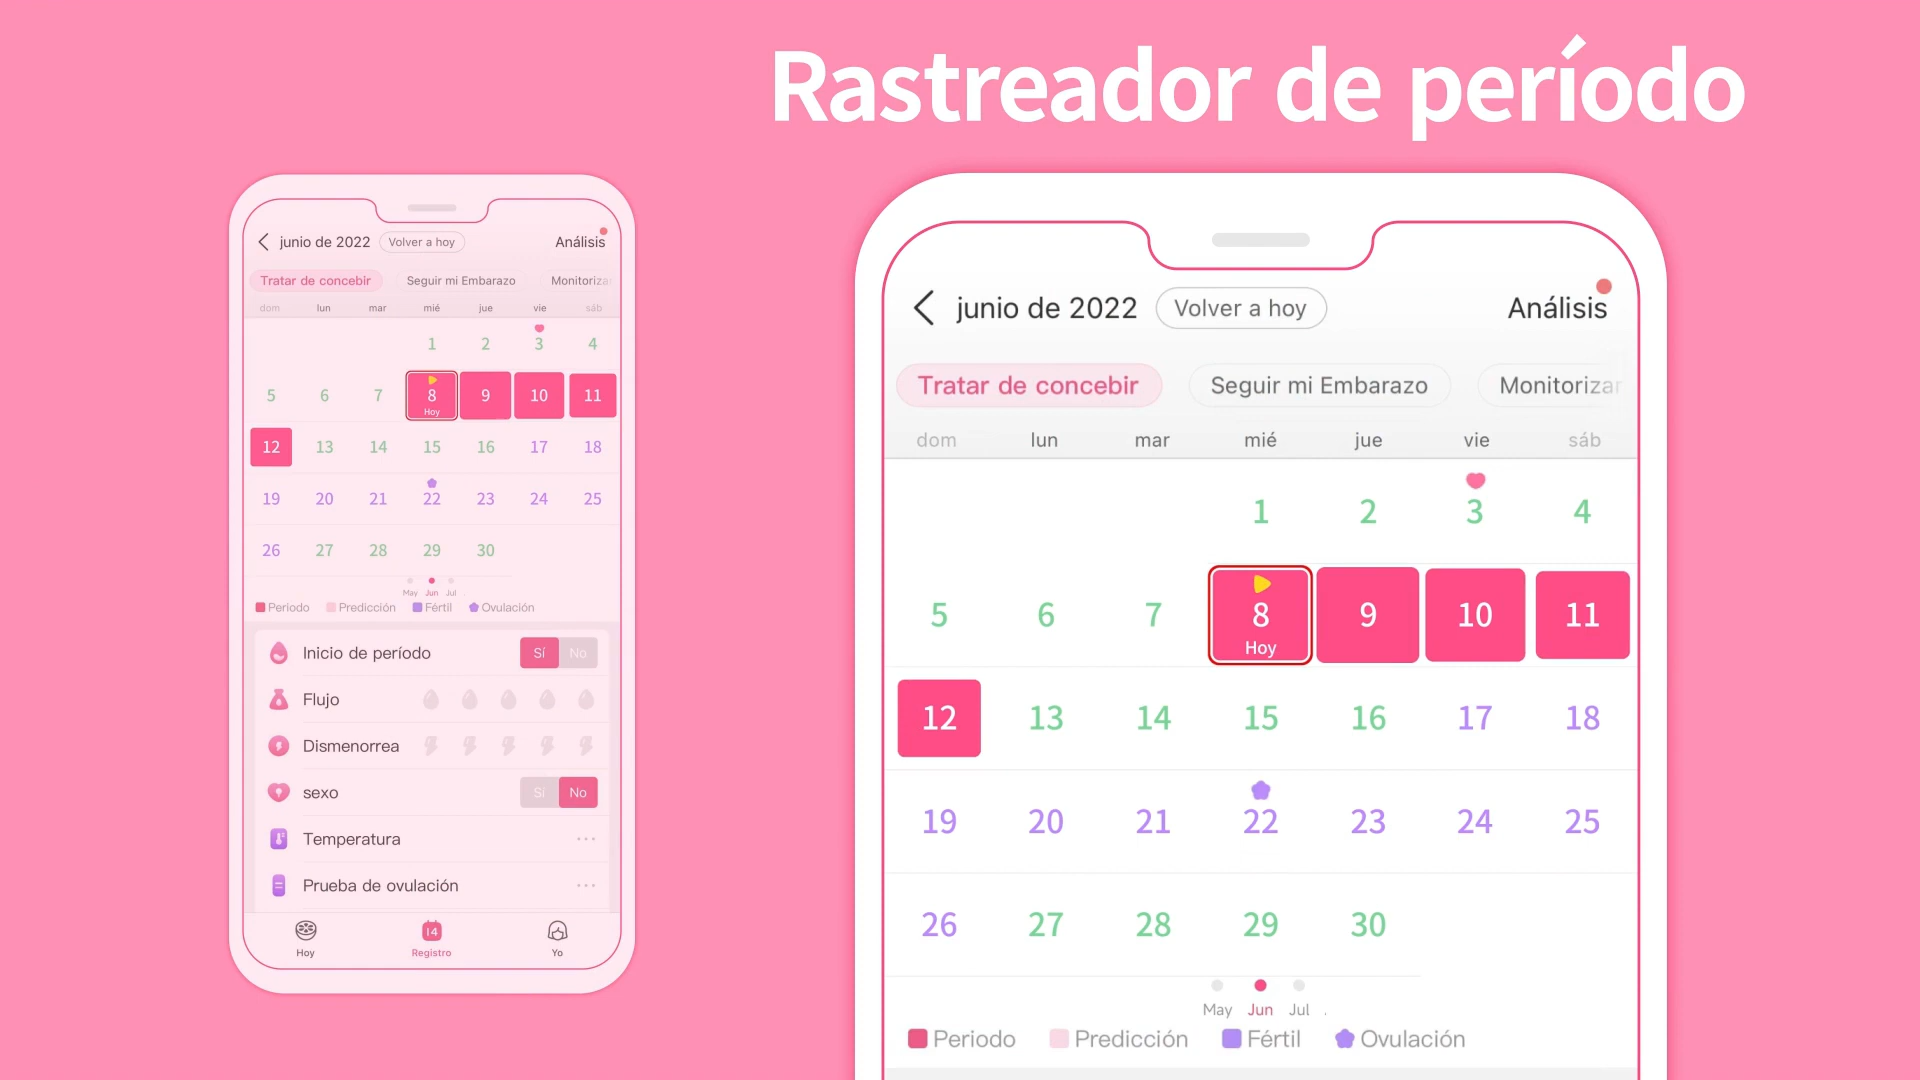 Rastreador de período
junio de 2022 Volver a hoy Análisis
Tratar de concebir Seguir mi Embarazo Monitorizar
dom lun mar mié jue vie sáb
1 2 3 4
5 6 7 8 9 10 11
Hoy
12 13 14 15 16 17 18
19 20 21 22 23 24 25
26 27 28 29 30
May Jun Jul
Periodo Predicción Fértil Ovulación
Inicio de período Sí No
Flujo
Dismenorrea
sexo Sí No
Temperatura ...
Prueba de ovulación ...
14
Hoy Registro Yo
junio de 2022 Volver a hoy Análisis
Tratar de concebir Seguir mi Embarazo Monitorizar
dom lun mar mié jue vie sáb
1 2 3 4
5 6 7 8 9 10 11
Hoy
12 13 14 15 16 17 18
19 20 21 22 23 24 25
26 27 28 29 30
May Jun Jul
Periodo Predicción Fértil Ovulación